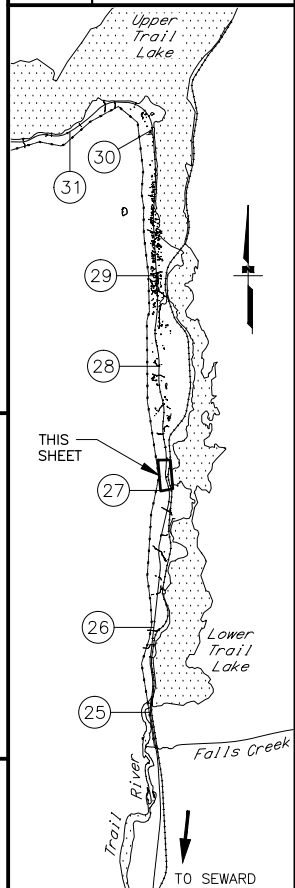 Upper
Trail
Lake
30
31
29
28
THIS
SHEET
27
26
Lower
Trail
Lake
25
Falls Creek
Trail River
TO SEWARD